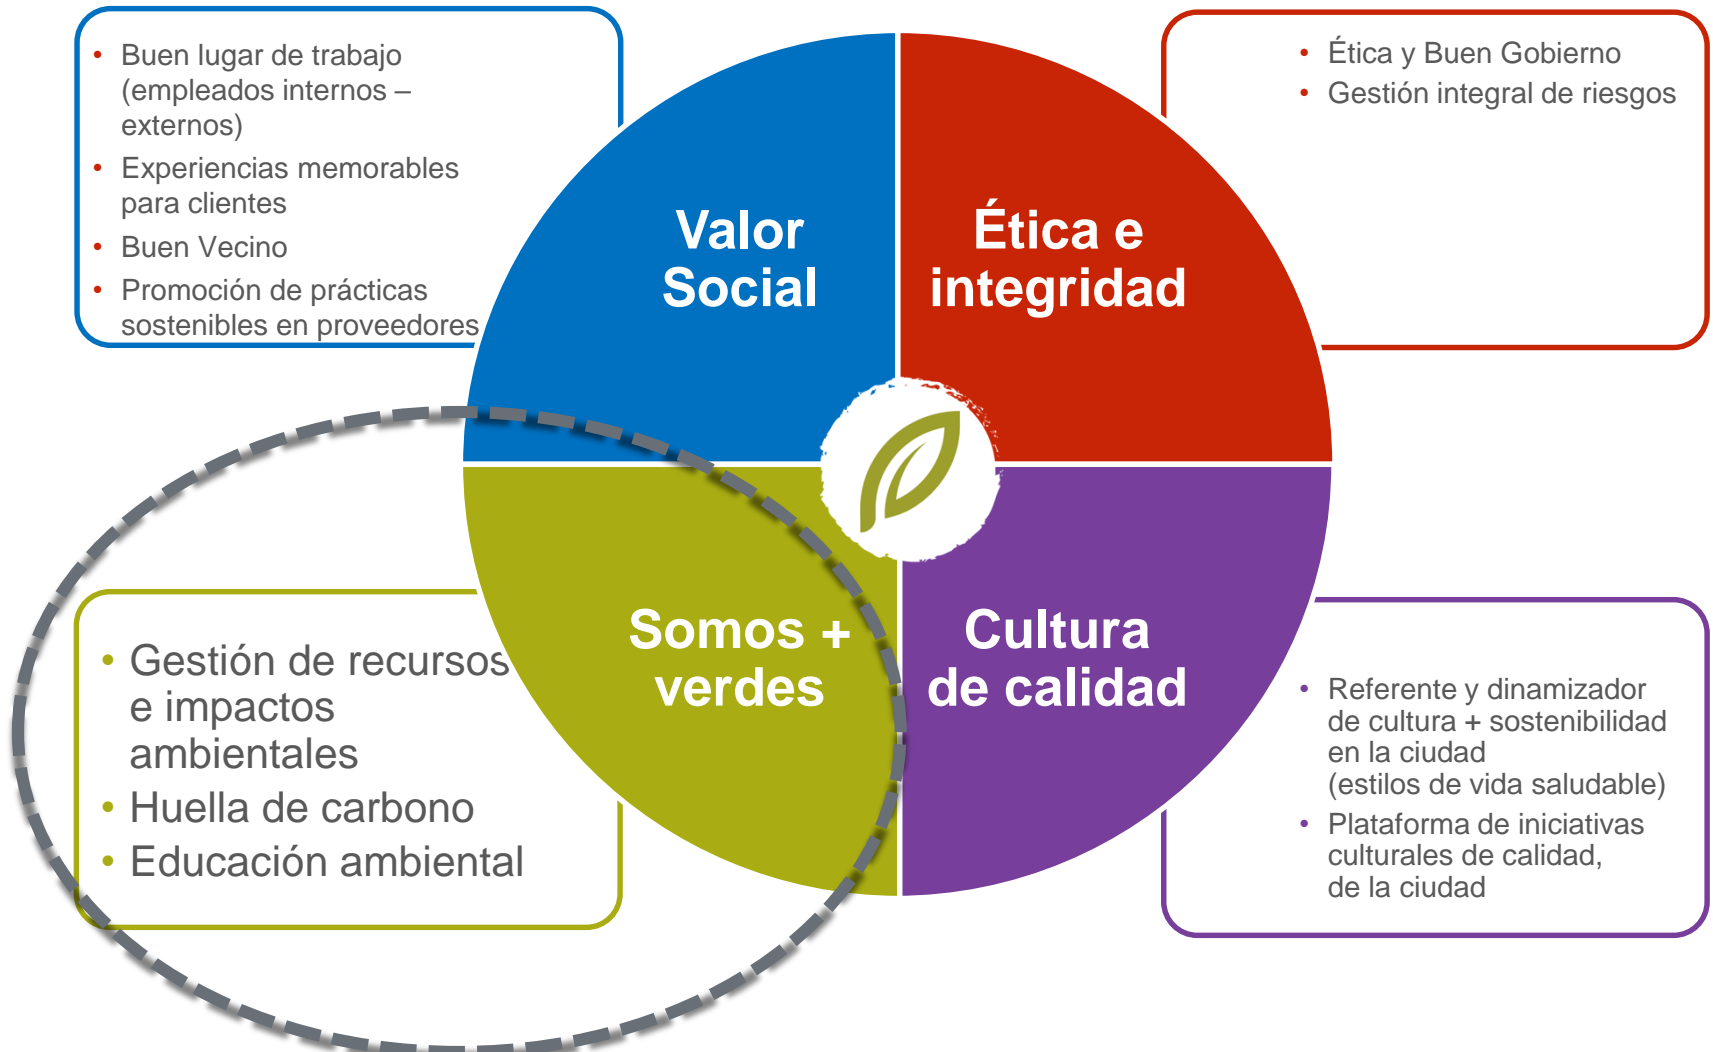 • Buen lugar de trabajo
(empleados internos –
externos)
• Experiencias memorables
para clientes
• Buen Vecino
• Promoción de prácticas
sostenibles en proveedores
Valor
Social
Ética e
integridad
• Ética y Buen Gobierno
• Gestión integral de riesgos
• Gestión de recursos
e impactos
ambientales
• Huella de carbono
• Educación ambiental
Somos +
verdes
Cultura
de calidad
• Referente y dinamizador
de cultura + sostenibilidad
en la ciudad
(estilos de vida saludable)
• Plataforma de iniciativas
culturales de calidad,
de la ciudad